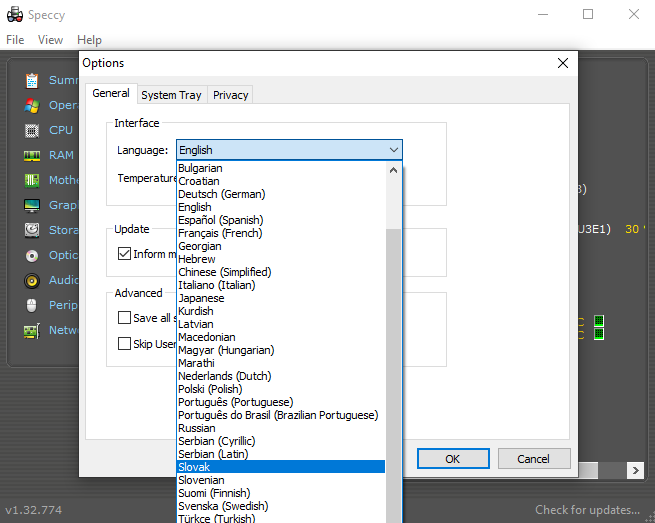 Speccy
File View Help
Options
General System Tray Privacy
Interface
Language: English
Temperature
Update
Inform m
Advanced
Save all s
Skip User
Bulgarian
Croatian
Deutsch (German)
English
Español (Spanish)
Français (French)
Georgian
Hebrew
Chinese (Simplified)
Italiano (Italian)
Japanese
Kurdish
Latvian
Macedonian
Magyar (Hungarian)
Marathi
Nederlands (Dutch)
Polski (Polish)
Português (Portuguese)
Português do Brasil (Brazilian Portuguese)
Russian
Serbian (Cyrillic)
Serbian (Latin)
Slovak
Slovenian
Suomi (Finnish)
Svenska (Swedish)
Türkçe (Turkish)
OK Cancel
Summ
Opera
CPU
RAM
Mothe
Graph
Stora
Optic
Audio
Perip
Netw
)
U3E1) 30
C
C
v1.32.774
Check for updates...